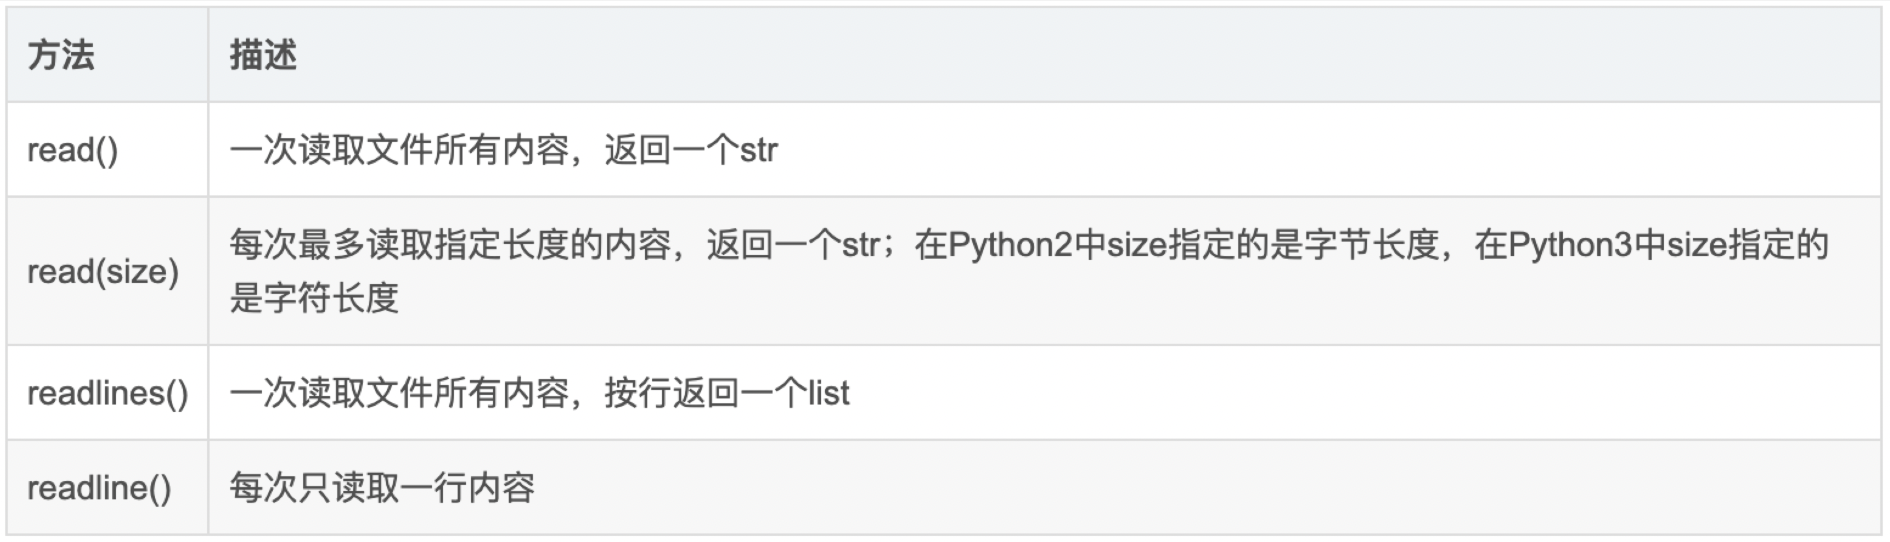 方法 描述
read() 一次读取文件所有内容，返回一个str
每次最多读取指定长度的内容，返回一个str；在Python2中size指定的是字节长度，在Python3中size指定的
read(size)
是字符长度
readlines() 一次读取文件所有内容，按行返回一个list
readline() 每次只读取一行内容